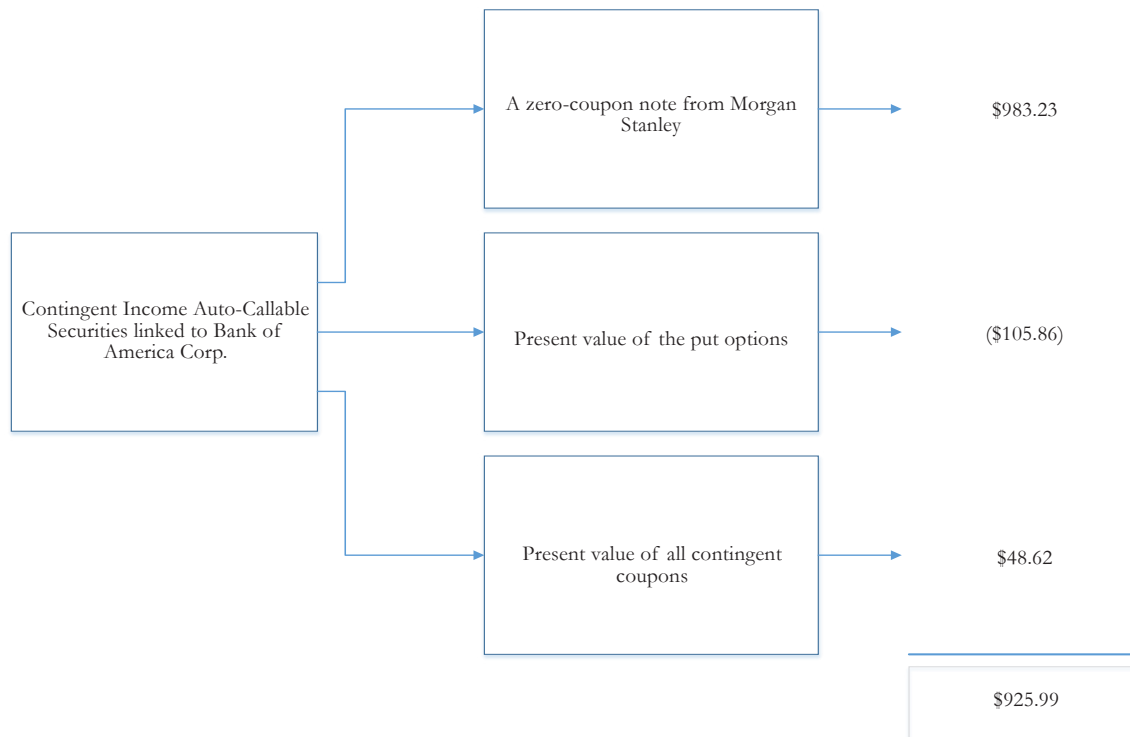 A zero-coupon note from Morgan
Stanley
$983.23
Contingent Income Auto-Callable
Securities linked to Bank of
America Corp.
Present value of the put options
($105.86)
Present value of all contingent
coupons
$48.62
$925.99